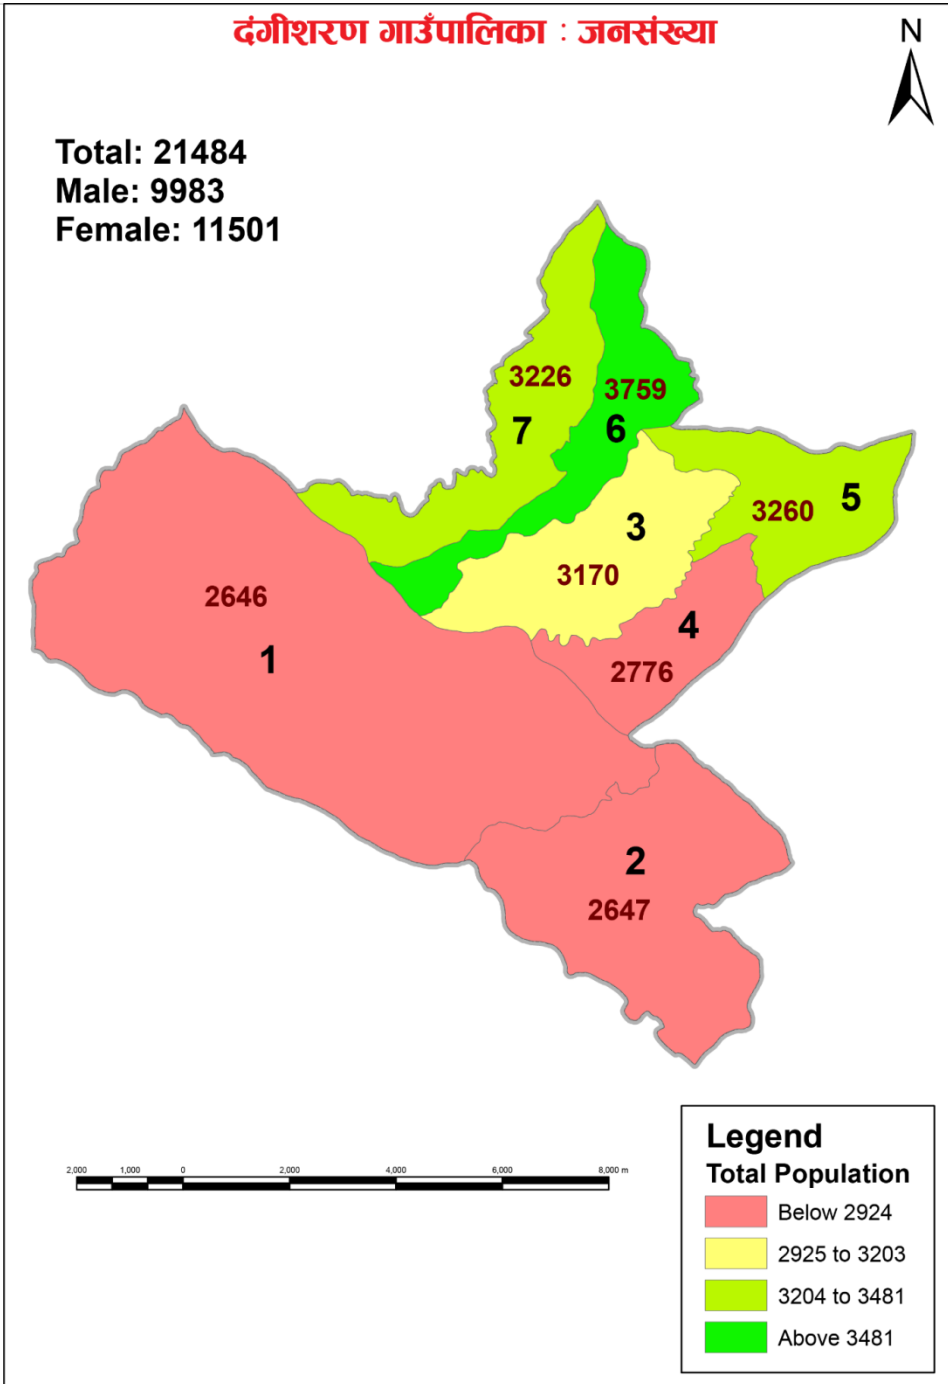 दंगीशरण गाउँपालिका : जनसंख्या
N
Total: 21484
Male: 9983
Female: 11501
3226
3759
7
6
5
3260
3
3170
2646
4
1
2776
2
2647
2,000 1,000 0 2,000 4,000 6,000 8,000 m
Legend
Total Population
Below 2924
2925 to 3203
3204 to 3481
Above 3481